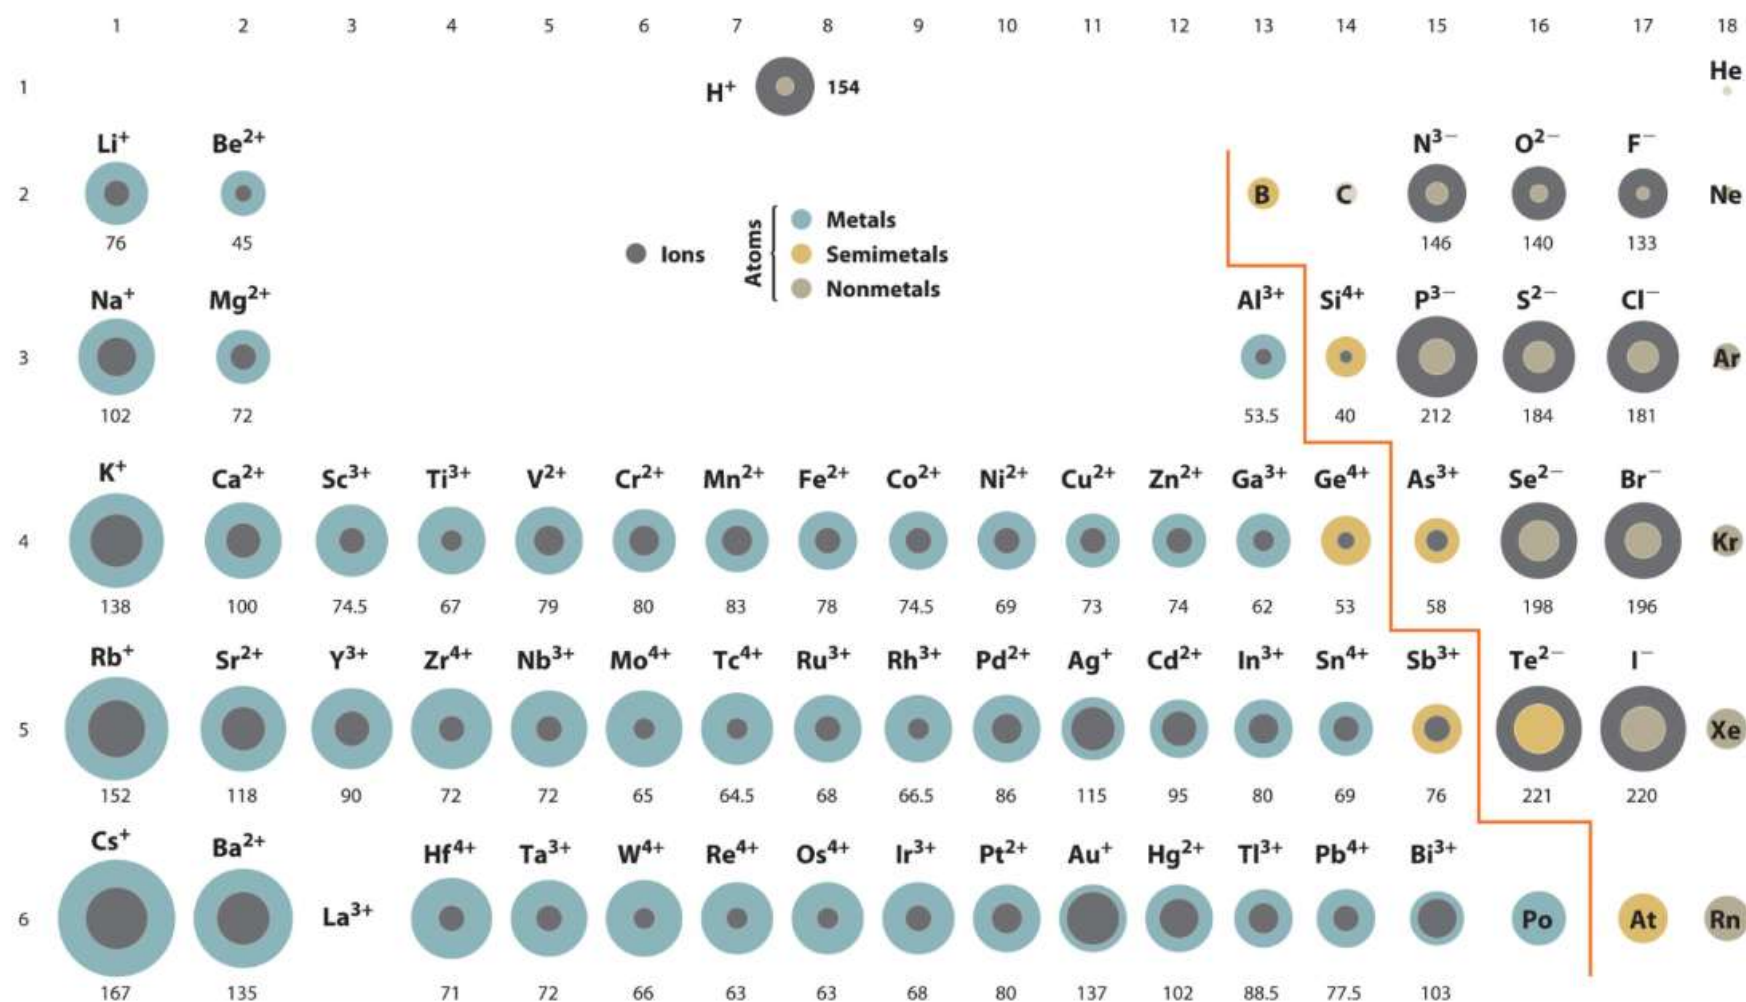 1 2 3 4 5 6 7 8 9 10 11 12 13 14 15 16 17 18
1 H⁺ 154 He
Li⁺ Be²⁺ N³⁻ O²⁻ F⁻
2 B C Ne
76 45 146 140 133
Ions
Atoms
Metals
Semimetals
Nonmetals
Na⁺ Mg²⁺ Al³⁺ Si⁴⁺ P³⁻ S²⁻ Cl⁻
3 Ar
102 72 53.5 40 212 184 181
K⁺ Ca²⁺ Sc³⁺ Ti³⁺ V²⁺ Cr²⁺ Mn²⁺ Fe²⁺ Co²⁺ Ni²⁺ Cu²⁺ Zn²⁺ Ga³⁺ Ge⁴⁺ As³⁺ Se²⁻ Br⁻
4 Kr
138 100 74.5 67 79 80 83 78 74.5 69 73 74 62 53 58 198 196
Rb⁺ Sr²⁺ Y³⁺ Zr⁴⁺ Nb³⁺ Mo⁴⁺ Tc⁴⁺ Ru³⁺ Rh³⁺ Pd²⁺ Ag⁺ Cd²⁺ In³⁺ Sn⁴⁺ Sb³⁺ Te²⁻ I⁻
5 Xe
152 118 90 72 72 65 64.5 68 66.5 86 115 95 80 69 76 221 220
Cs⁺ Ba²⁺ Hf⁴⁺ Ta³⁺ W⁴⁺ Re⁴⁺ Os⁴⁺ Ir³⁺ Pt²⁺ Au⁺ Hg²⁺ Tl³⁺ Pb⁴⁺ Bi³⁺
6 La³⁺ Po At Rn
167 135 71 72 66 63 63 68 80 137 102 88.5 77.5 103